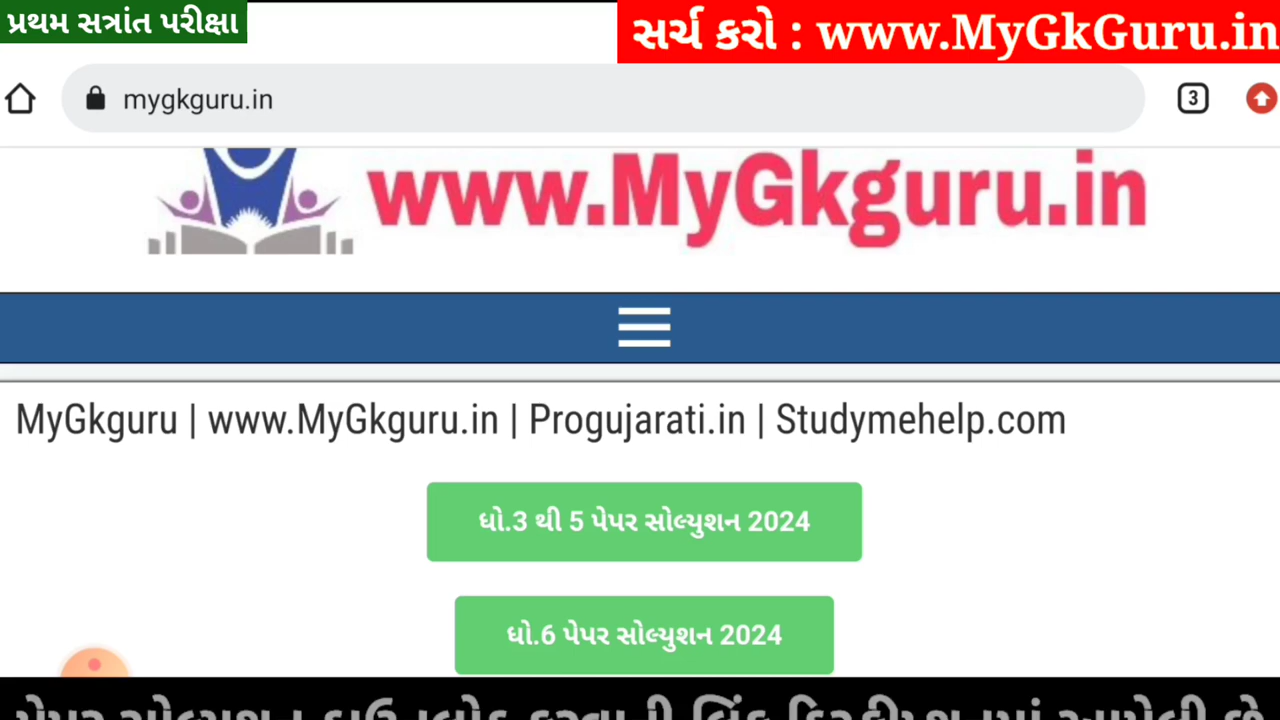 પ્રથમ સત્રાંત પરીક્ષા
સર્ચ કરો : www.MyGkGuru.in
mygkguru.in
3
www.MyGkguru.in
MyGkguru | www.MyGkguru.in | Progujarati.in | Studymehelp.com
ધો.3 થી 5 પેપર સોલ્યુશન 2024
ધો.6 પેપર સોલ્યુશન 2024